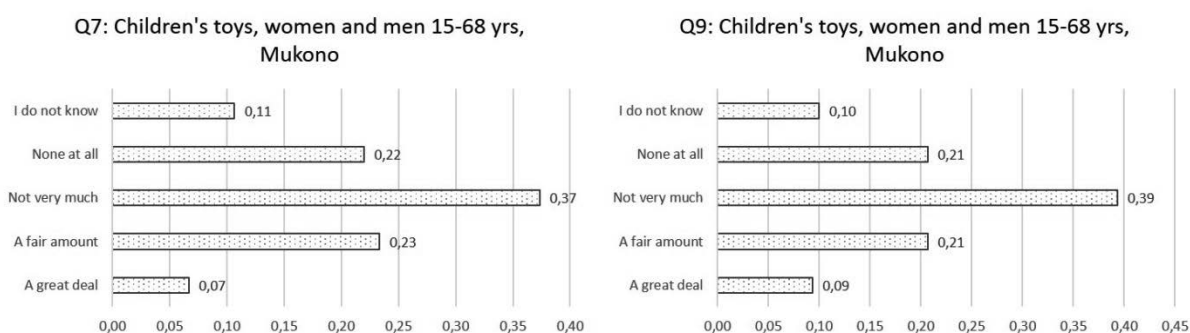 Q7: Children's toys, women and men 15-68 yrs,
Mukono
I do not know
0,11
None at all
0,22
Not very much
0,37
A fair amount
0,23
A great deal
0,07
0,00 0,05 0,10 0,15 0,20 0,25 0,30 0,35 0,40
Q9: Children's toys, women and men 15-68 yrs,
Mukono
I do not know
0,10
None at all
0,21
Not very much
0,39
A fair amount
0,21
A great deal
0,09
0,00 0,05 0,10 0,15 0,20 0,25 0,30 0,35 0,40 0,45